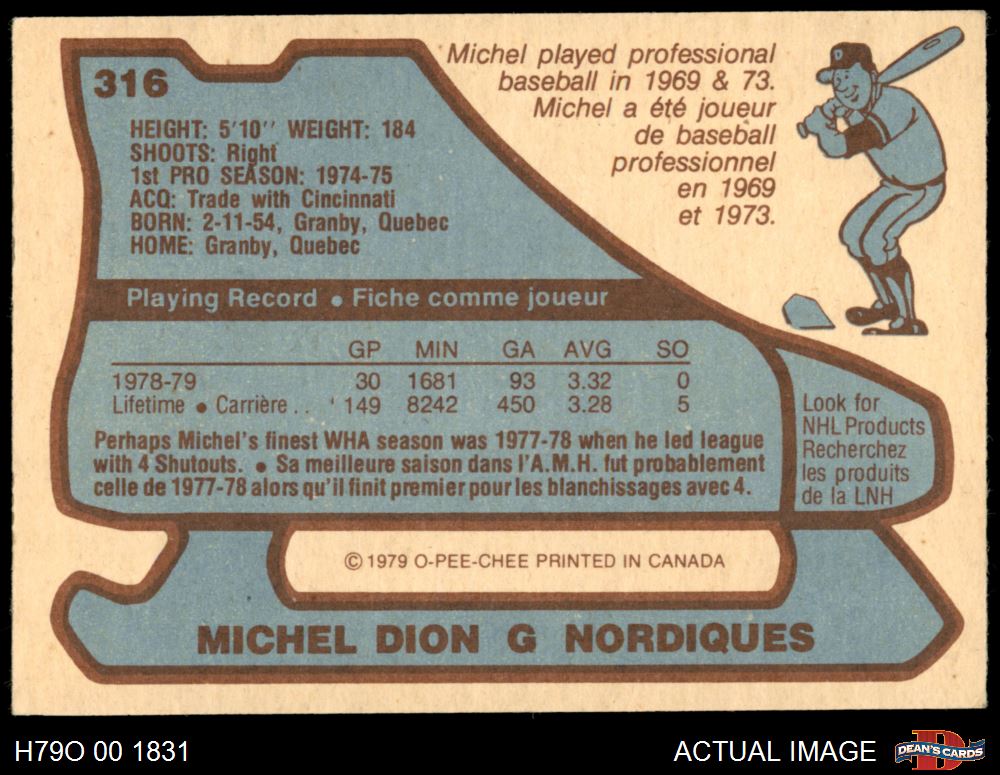 316
Michel played professional
baseball in 1969 & 73.
Michel a été joueur
de baseball
professionnel
en 1969
et 1973.
HEIGHT: 5'10'' WEIGHT: 184
SHOOTS: Right
1st PRO SEASON: 1974-75
ACQ: Trade with Cincinnati
BORN: 2-11-54, Granby, Quebec
HOME: Granby, Quebec
Playing Record • Fiche comme joueur
GP MIN GA AVG SO
1978-79 30 1681 93 3.32 0
Lifetime • Carrière . . 149 8242 450 3.28 5
Perhaps Michel's finest WHA season was 1977-78 when he led league
with 4 Shutouts. • Sa meilleure saison dans l'A.M.H. fut probablement
celle de 1977-78 alors qu'il finit premier pour les blanchissages avec 4.
Look for
NHL Products
Recherchez
les produits
de la LNH
© 1979 O-PEE-CHEE PRINTED IN CANADA
MICHEL DION G NORDIQUES
H79O 00 1831
ACTUAL IMAGE
DEAN'S CARDS